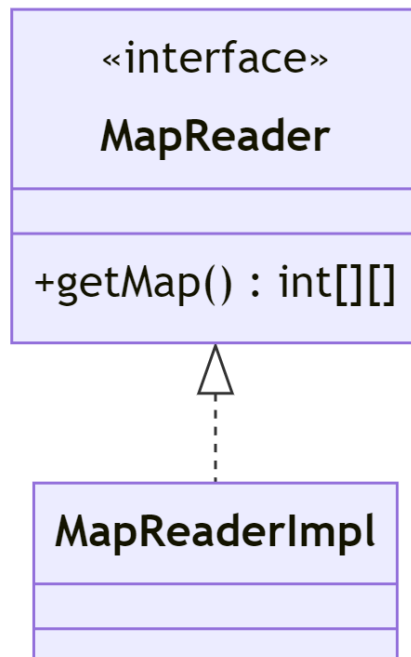 «interface»
MapReader
+getMap() : int[][]
MapReaderImpl